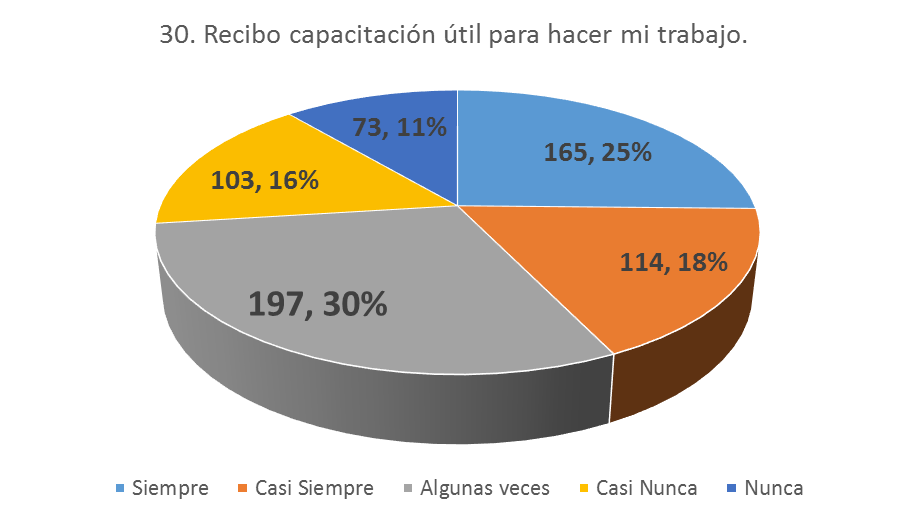 30. Recibo capacitación útil para hacer mi trabajo.
73, 11%
165, 25%
103, 16%
114, 18%
197, 30%
Siempre Casi Siempre Algunas veces Casi Nunca Nunca